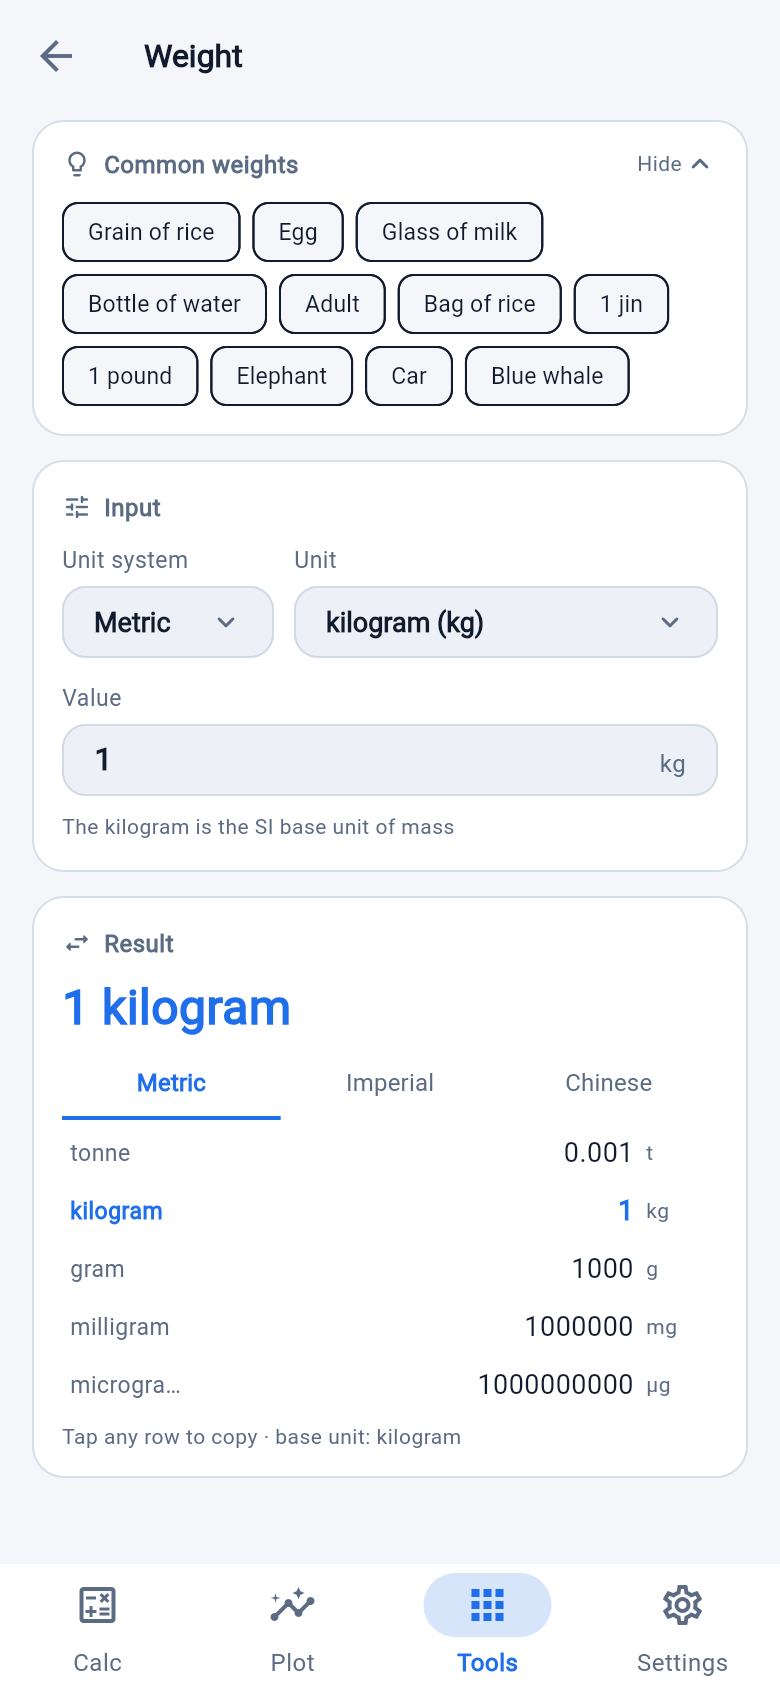 Weight
Common weights
Hide
Grain of rice
Egg
Glass of milk
Bottle of water
Adult
Bag of rice
1 jin
1 pound
Elephant
Car
Blue whale
Input
Unit system
Unit
Metric
kilogram (kg)
Value
1 kg
The kilogram is the SI base unit of mass
Result
1 kilogram
Metric Imperial Chinese
tonne 0.001 t
kilogram 1 kg
gram 1000 g
milligram 1000000 mg
microgra... 1000000000 µg
Tap any row to copy · base unit: kilogram
Calc Plot Tools Settings